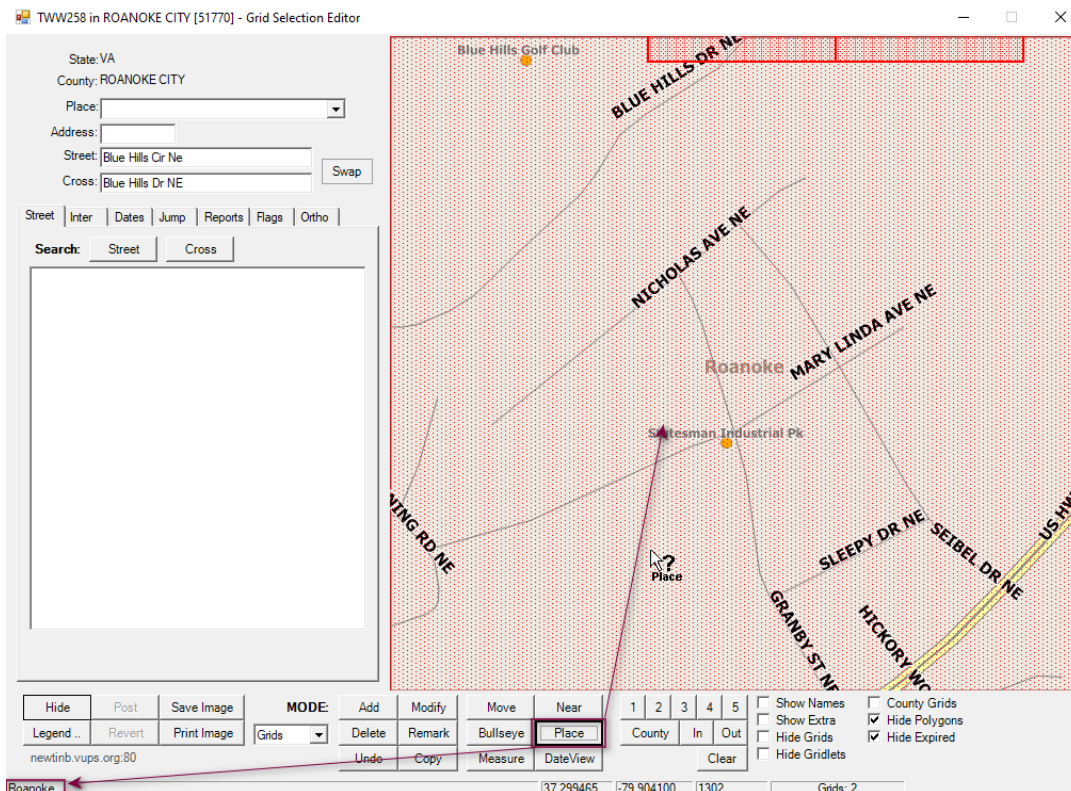 TWW258 in ROANOKE CITY [51770] - Grid Selection Editor
State: VA
County: ROANOKE CITY
Place:
Address:
Street: Blue Hills Cir Ne
Cross: Blue Hills Dr NE
Swap
Street Inter Dates Jump Reports Flags Ortho
Search: Street Cross
Blue Hills Golf Club
BLUE HILLS DR NE
NICHOLAS AVE NE
MARY LINDA AVE NE
Roanoke
Statesman Industrial Pk
NING RD NE
?
Place
SLEEPY DR NE
SEIBEL DR NE
US HW
GRANBY ST NE
HICKORY WO
Hide Post Save Image MODE: Add Modify Move Near 1 2 3 4 5 Show Names County Grids
Show Extra Hide Polygons
Legend .. Revert Print Image Grids Delete Remark Bullseye Place County In Out Hide Grids Hide Expired
newtinb.vups.org:80 Undo Copy Measure DateView Clear Hide Gridlets
Roanoke 37.299465 -79.904100 1302 Grids: 2